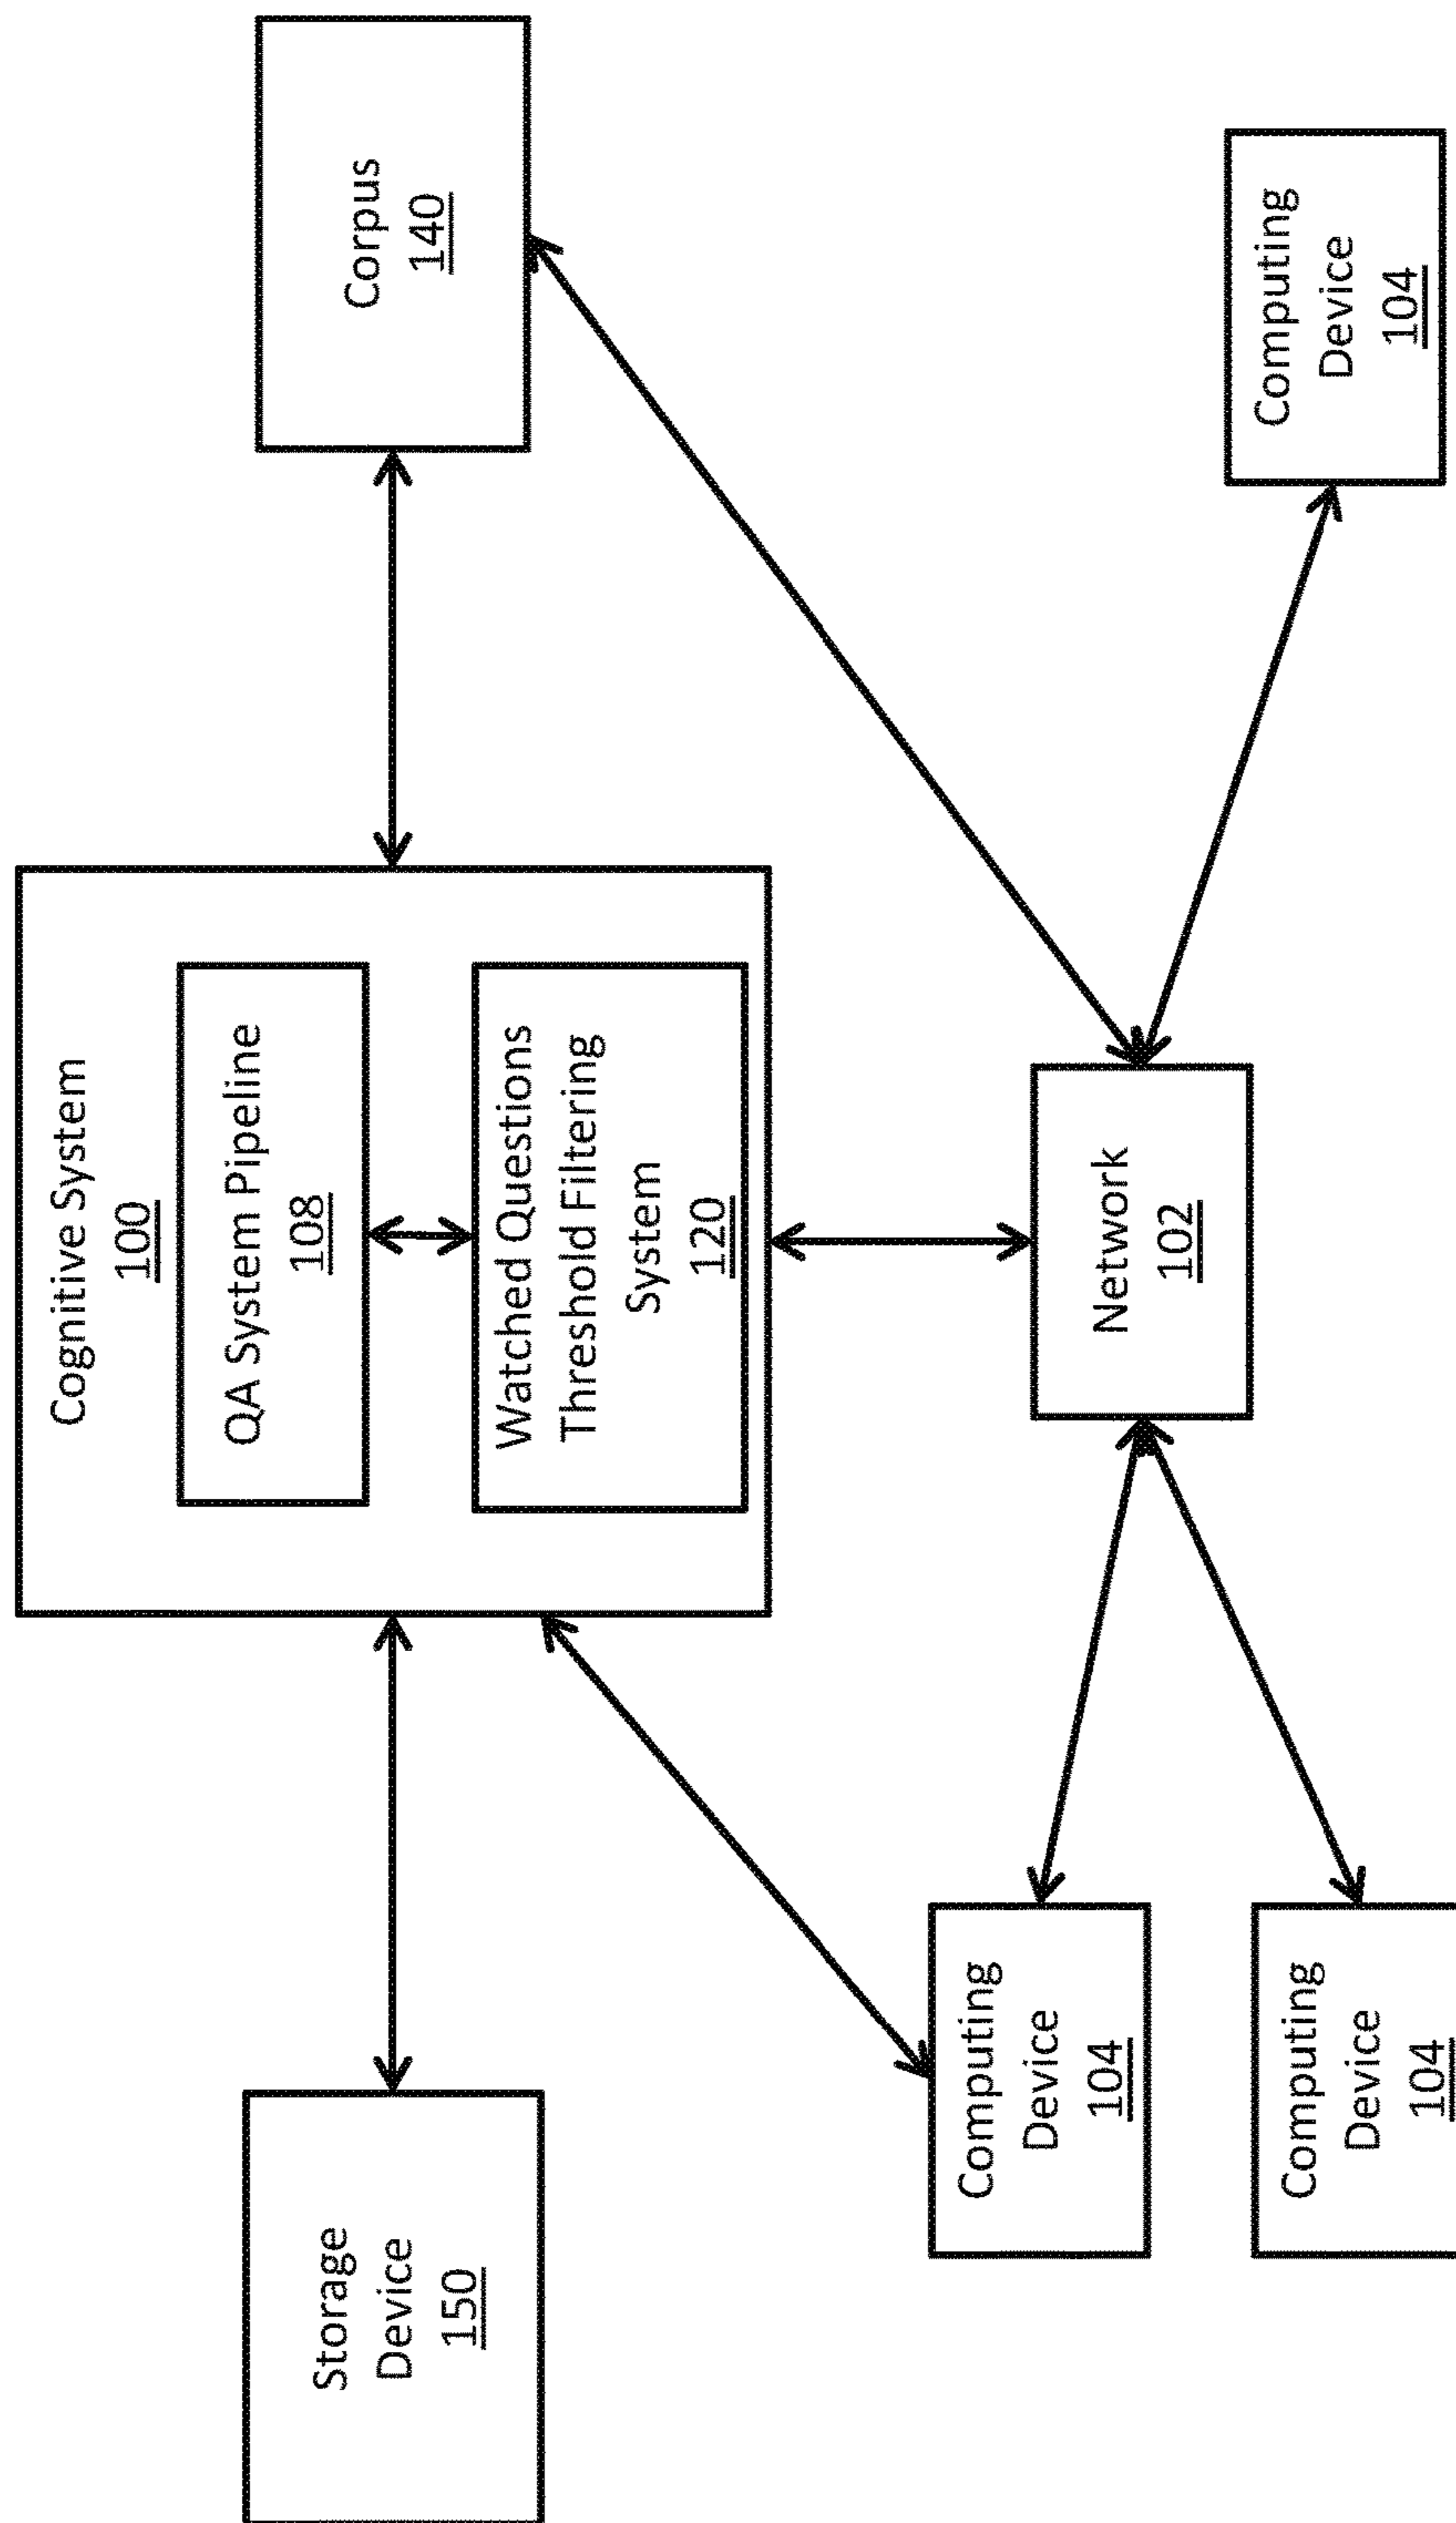 Storage
Device
150
Cognitive System
100
QA System Pipeline
108
Watched Questions
Threshold Filtering
System
120
Corpus
140
Computing
Device
104
Computing
Device
104
Network
102
Computing
Device
104